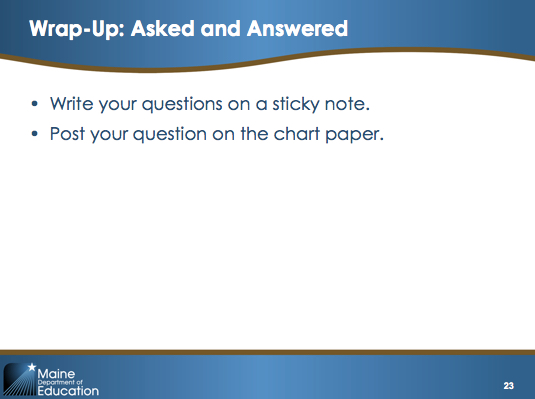 Wrap-Up: Asked and Answered
• Write your questions on a sticky note.
• Post your question on the chart paper.
Maine
Department of
Education
23